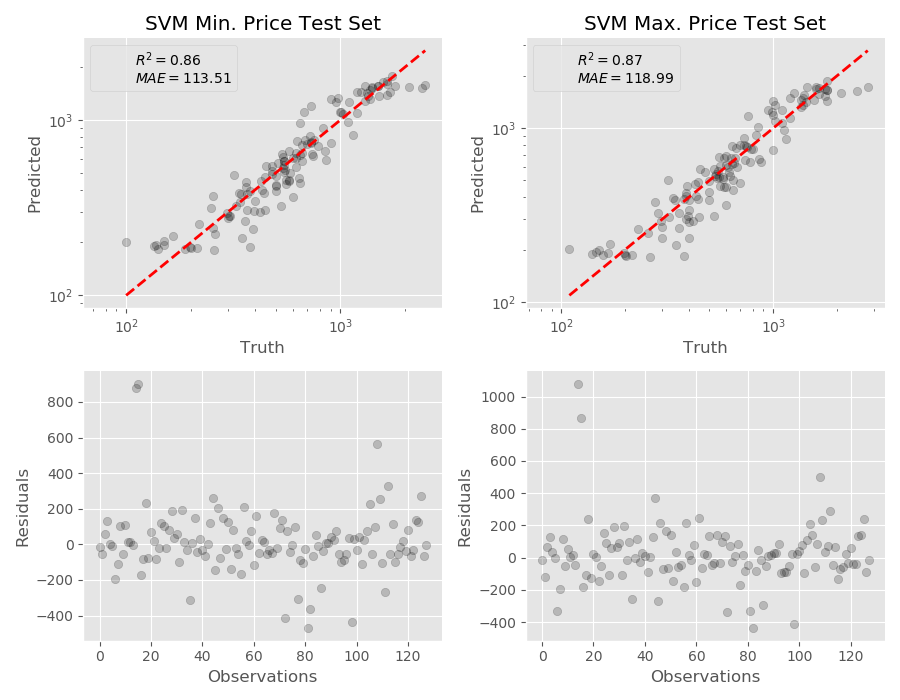 SVM Min. Price Test Set
R² = 0.86
MAE = 113.51
Predicted
10³
10²
10²
10³
Truth
SVM Max. Price Test Set
R² = 0.87
MAE = 118.99
Predicted
10³
10²
10²
10³
Truth
Residuals
800
600
400
200
0
−200
−400
0
20
40
60
80
100
120
Observations
Residuals
1000
800
600
400
200
0
−200
−400
0
20
40
60
80
100
120
Observations